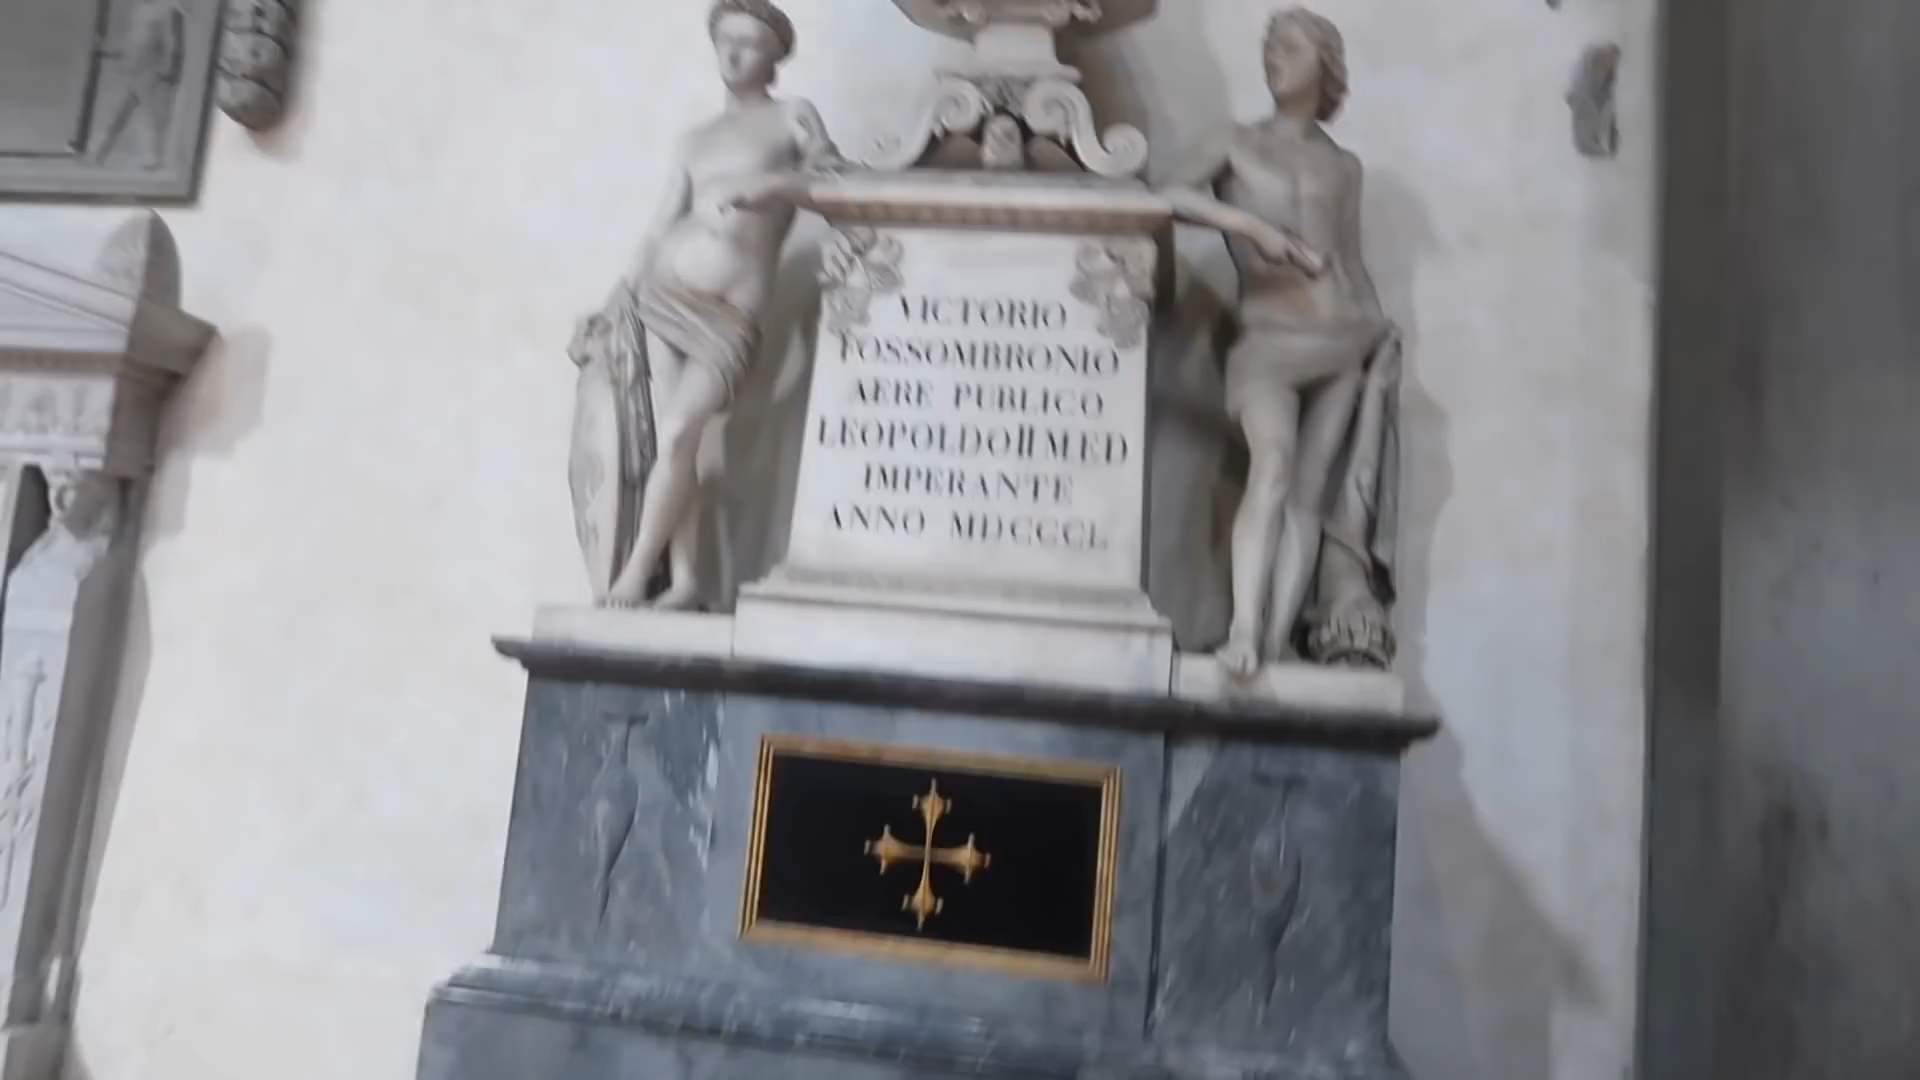 VICTORIO
FOSSOMBRONIO
AERE PUBLICO
LEOPOLDO II MED
IMPERANTE
ANNO MDCCCL